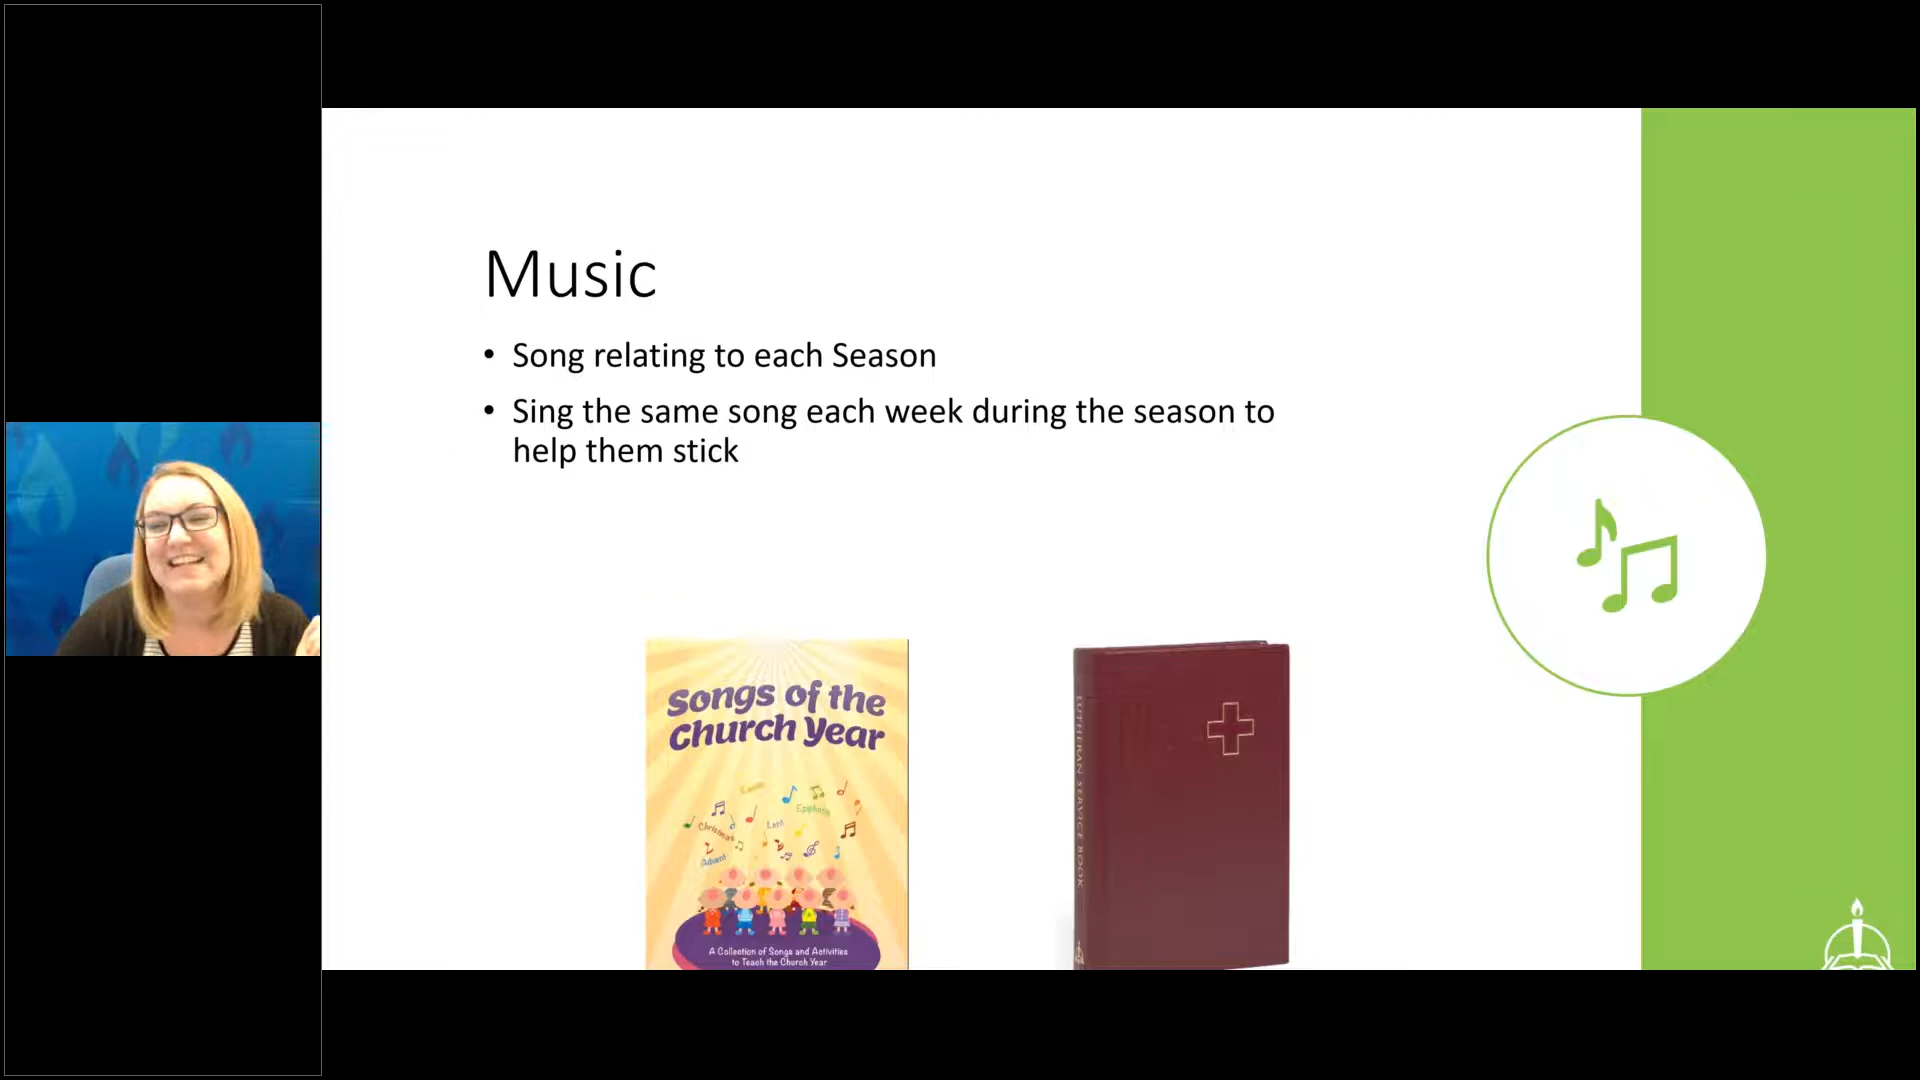 Music
• Song relating to each Season
• Sing the same song each week during the season to
help them stick
Songs of the
Church Year
Easter
Epiphany
Lent
Christmas
Advent
A Collection of Songs and Activities
to Teach the Church Year
LUTHERAN SERVICE BOOK